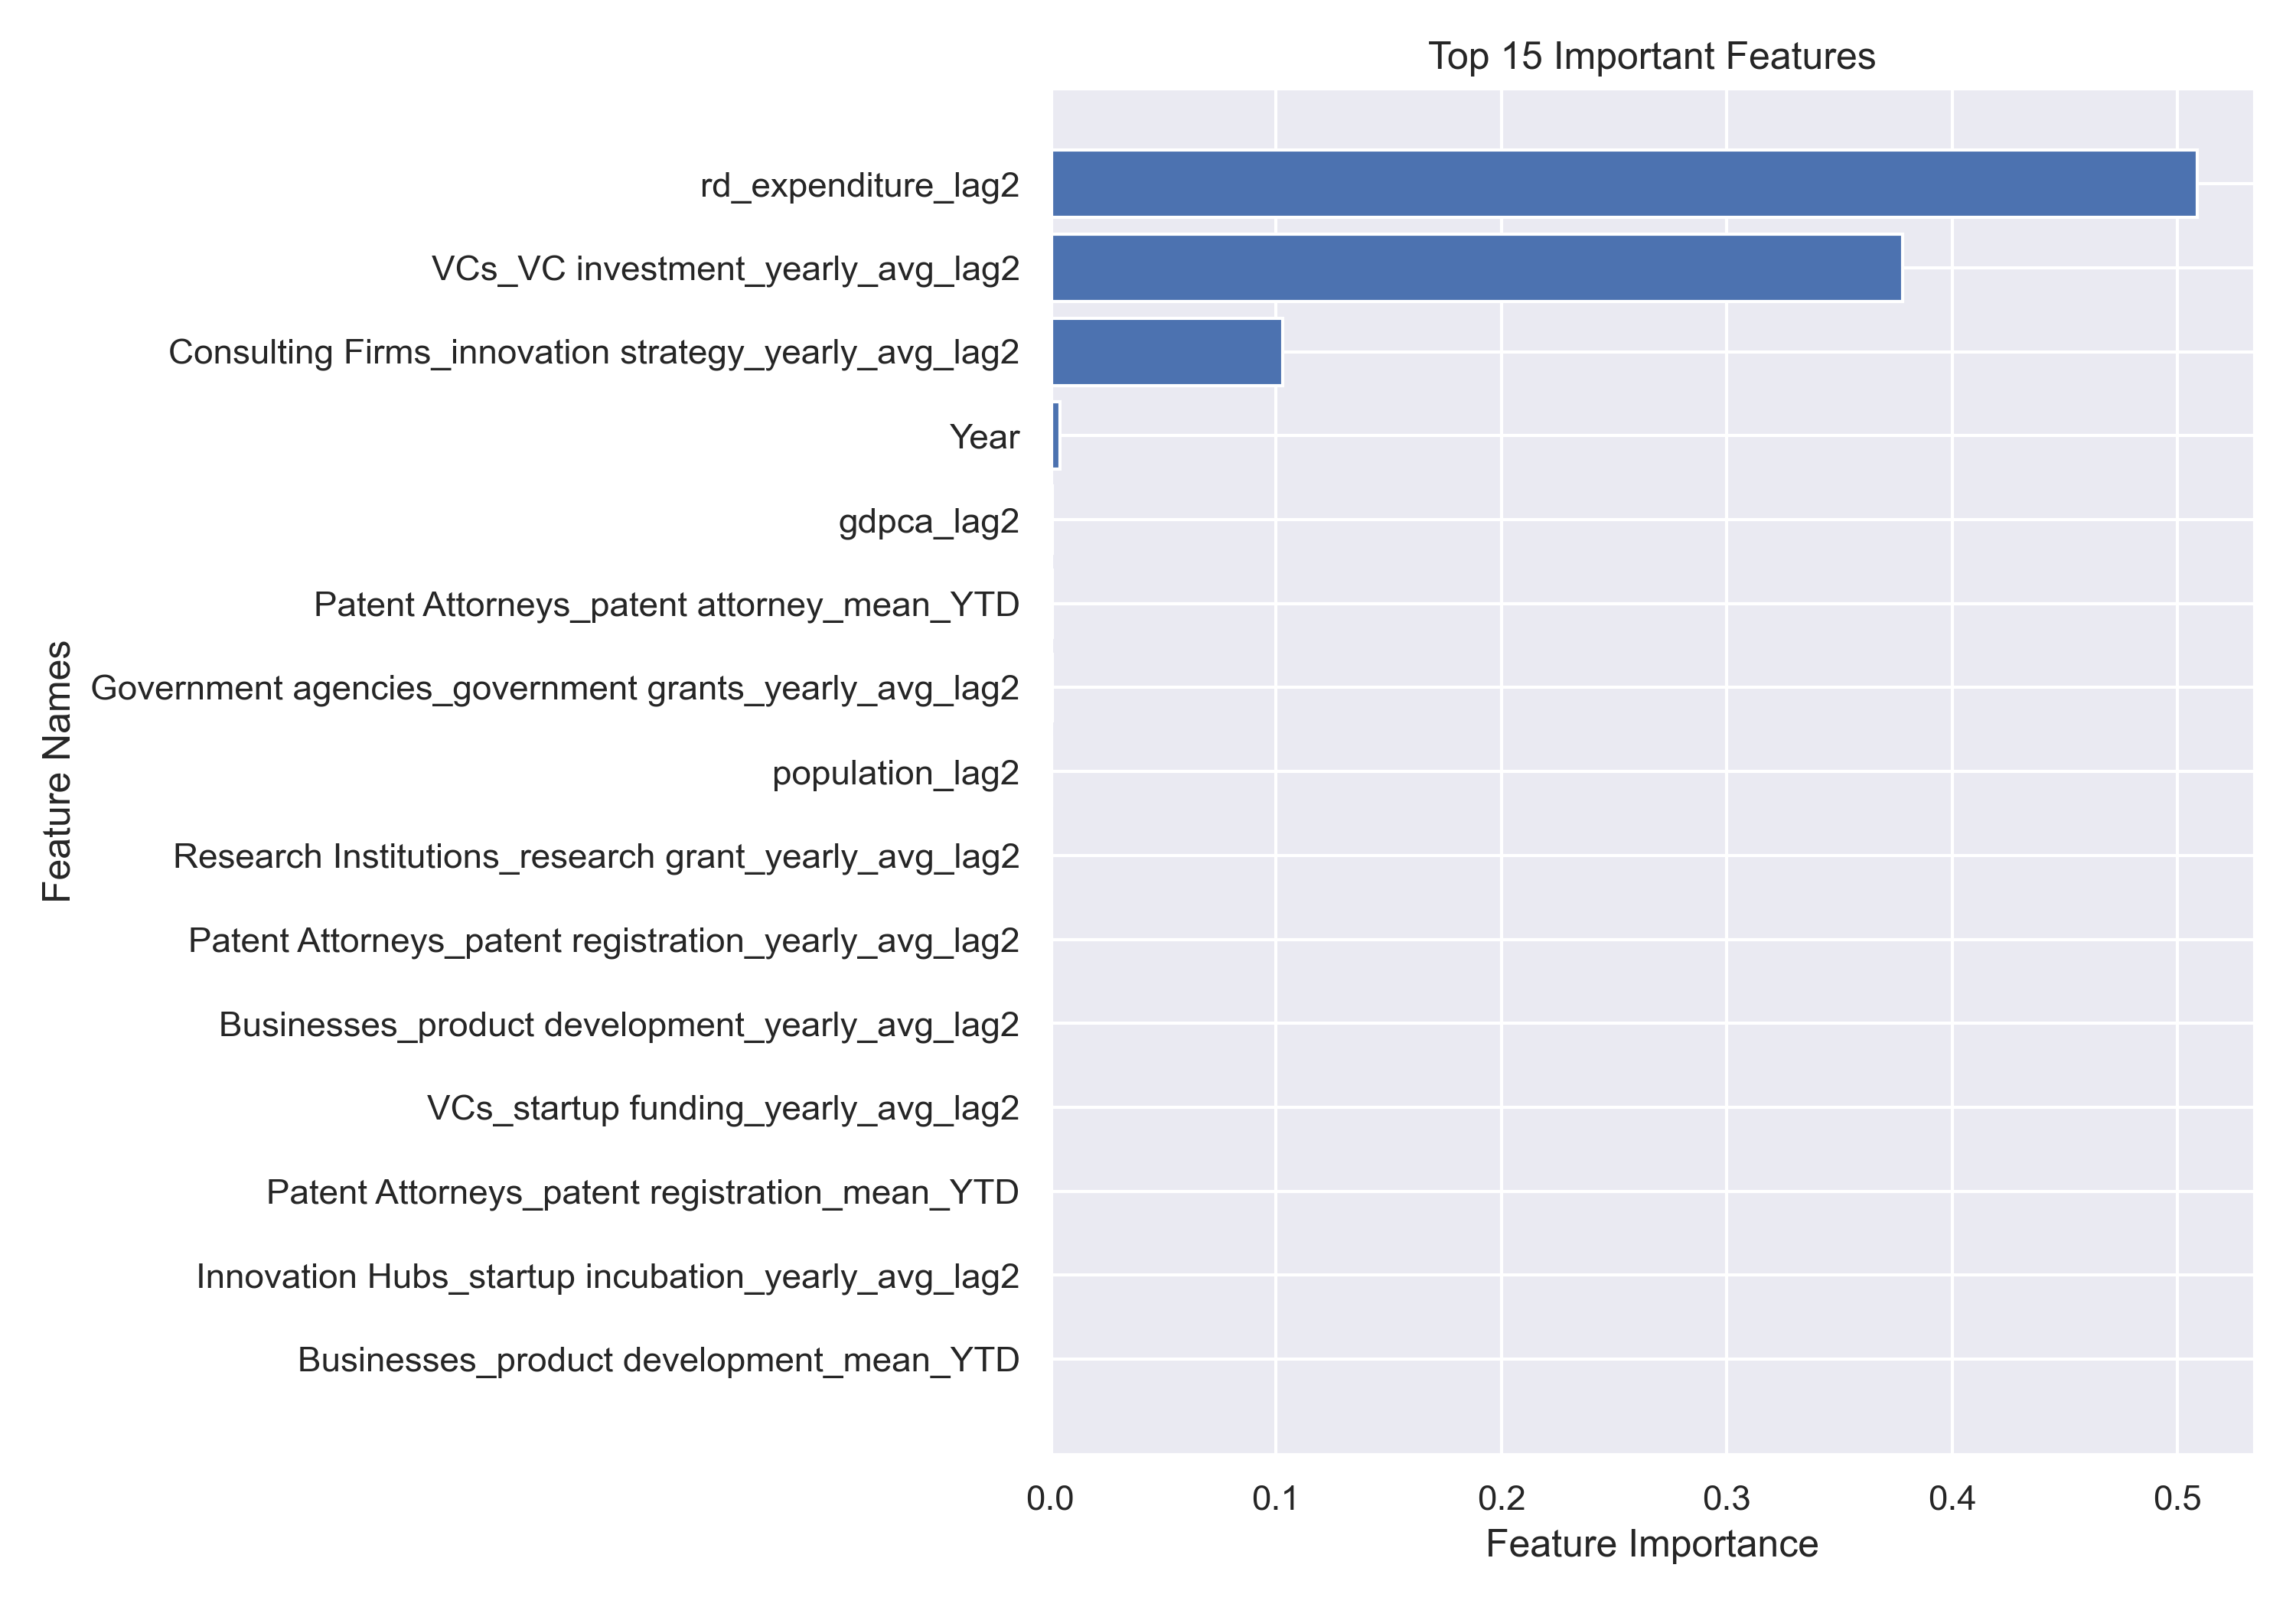 Top 15 Important Features
rd_expenditure_lag2
VCs_VC investment_yearly_avg_lag2
Consulting Firms_innovation strategy_yearly_avg_lag2
Year
gdpca_lag2
Patent Attorneys_patent attorney_mean_YTD
Government agencies_government grants_yearly_avg_lag2
population_lag2
Research Institutions_research grant_yearly_avg_lag2
Patent Attorneys_patent registration_yearly_avg_lag2
Businesses_product development_yearly_avg_lag2
VCs_startup funding_yearly_avg_lag2
Patent Attorneys_patent registration_mean_YTD
Innovation Hubs_startup incubation_yearly_avg_lag2
Businesses_product development_mean_YTD
Feature Names
0.0 0.1 0.2 0.3 0.4 0.5
Feature Importance